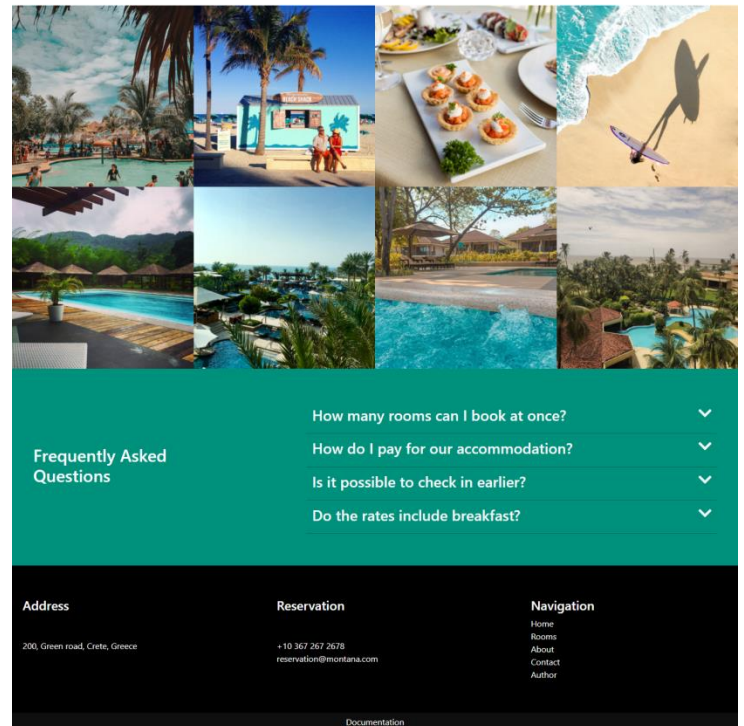 BEACH SHACK
Frequently Asked
Questions
How many rooms can I book at once?
How do I pay for our accommodation?
Is it possible to check in earlier?
Do the rates include breakfast?
Address
200, Green road, Crete, Greece
Reservation
+10 367 267 2678
reservation@montana.com
Navigation
Home
Rooms
About
Contact
Author
Documentation